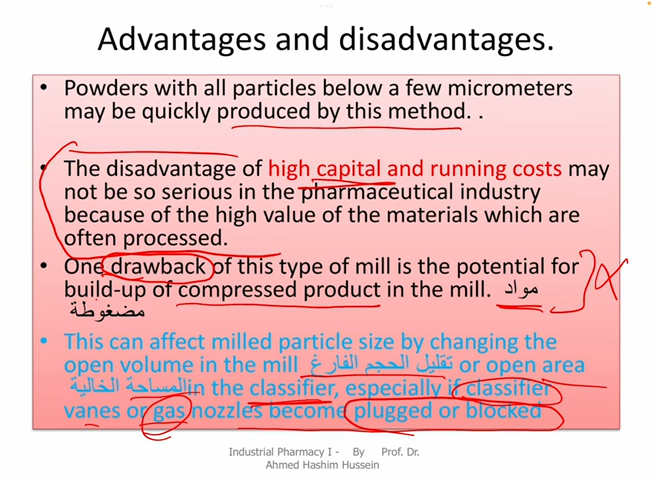 Advantages and disadvantages.
• Powders with all particles below a few micrometers
may be quickly produced by this method. .
• The disadvantage of high capital and running costs may
not be so serious in the pharmaceutical industry
because of the high value of the materials which are
often processed.
• One drawback of this type of mill is the potential for
build-up of compressed product in the mill. مواد
مضغوطة
• This can affect milled particle size by changing the
open volume in the mill تقليل الحجم الفارغ or open area
المساحة الخالية in the classifier, especially if classifier
vanes or gas nozzles become plugged or blocked
Industrial Pharmacy I - By Prof. Dr.
Ahmed Hashim Hussein